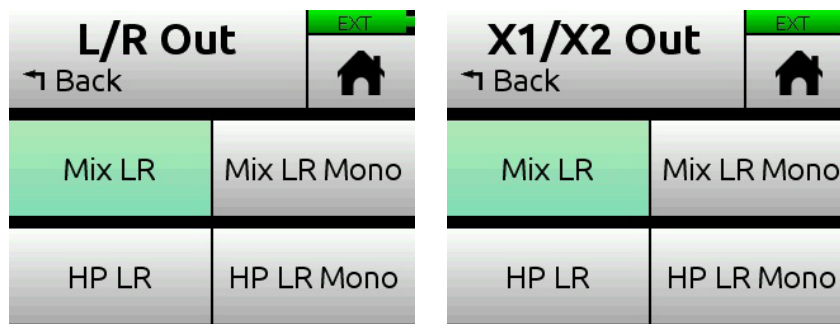 L/R Out
EXT
Back
Mix LR
Mix LR Mono
HP LR
HP LR Mono
X1/X2 Out
EXT
Back
Mix LR
Mix LR Mono
HP LR
HP LR Mono